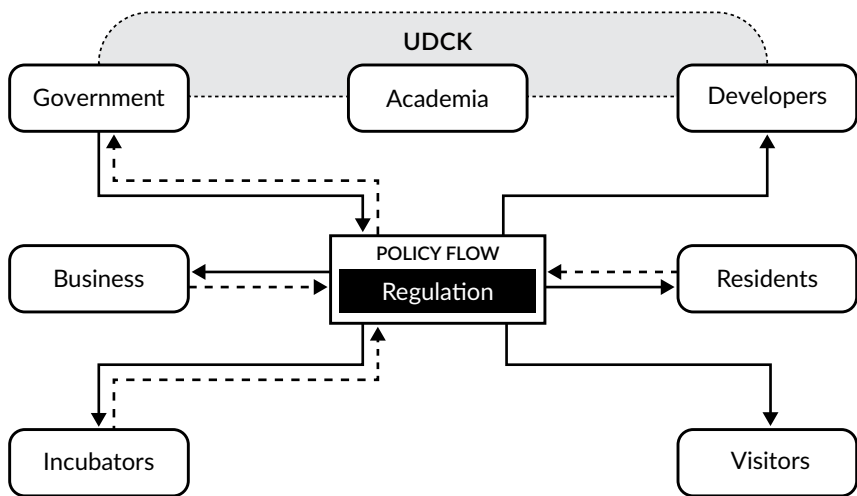 UDCK
Government
Academia
Developers
POLICY FLOW
Business
Regulation
Residents
Incubators
Visitors